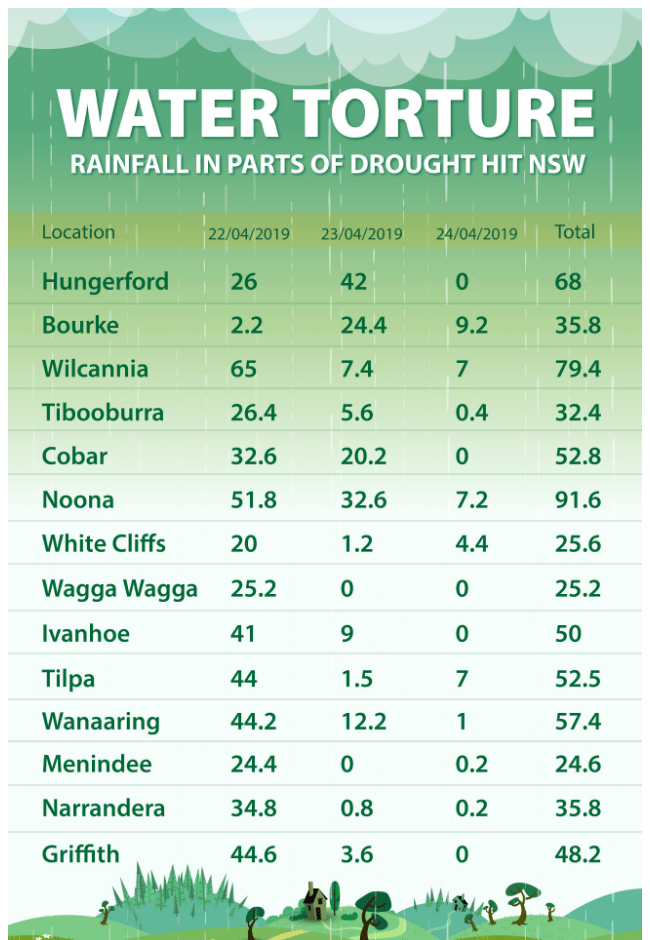 WATER TORTURE
RAINFALL IN PARTS OF DROUGHT HIT NSW
Location 22/04/2019 23/04/2019 24/04/2019 Total
Hungerford 26 42 0 68
Bourke 2.2 24.4 9.2 35.8
Wilcannia 65 7.4 7 79.4
Tibooburra 26.4 5.6 0.4 32.4
Cobar 32.6 20.2 0 52.8
Noona 51.8 32.6 7.2 91.6
White Cliffs 20 1.2 4.4 25.6
Wagga Wagga 25.2 0 0 25.2
Ivanhoe 41 9 0 50
Tilpa 44 1.5 7 52.5
Wanaaring 44.2 12.2 1 57.4
Menindee 24.4 0 0.2 24.6
Narrandera 34.8 0.8 0.2 35.8
Griffith 44.6 3.6 0 48.2